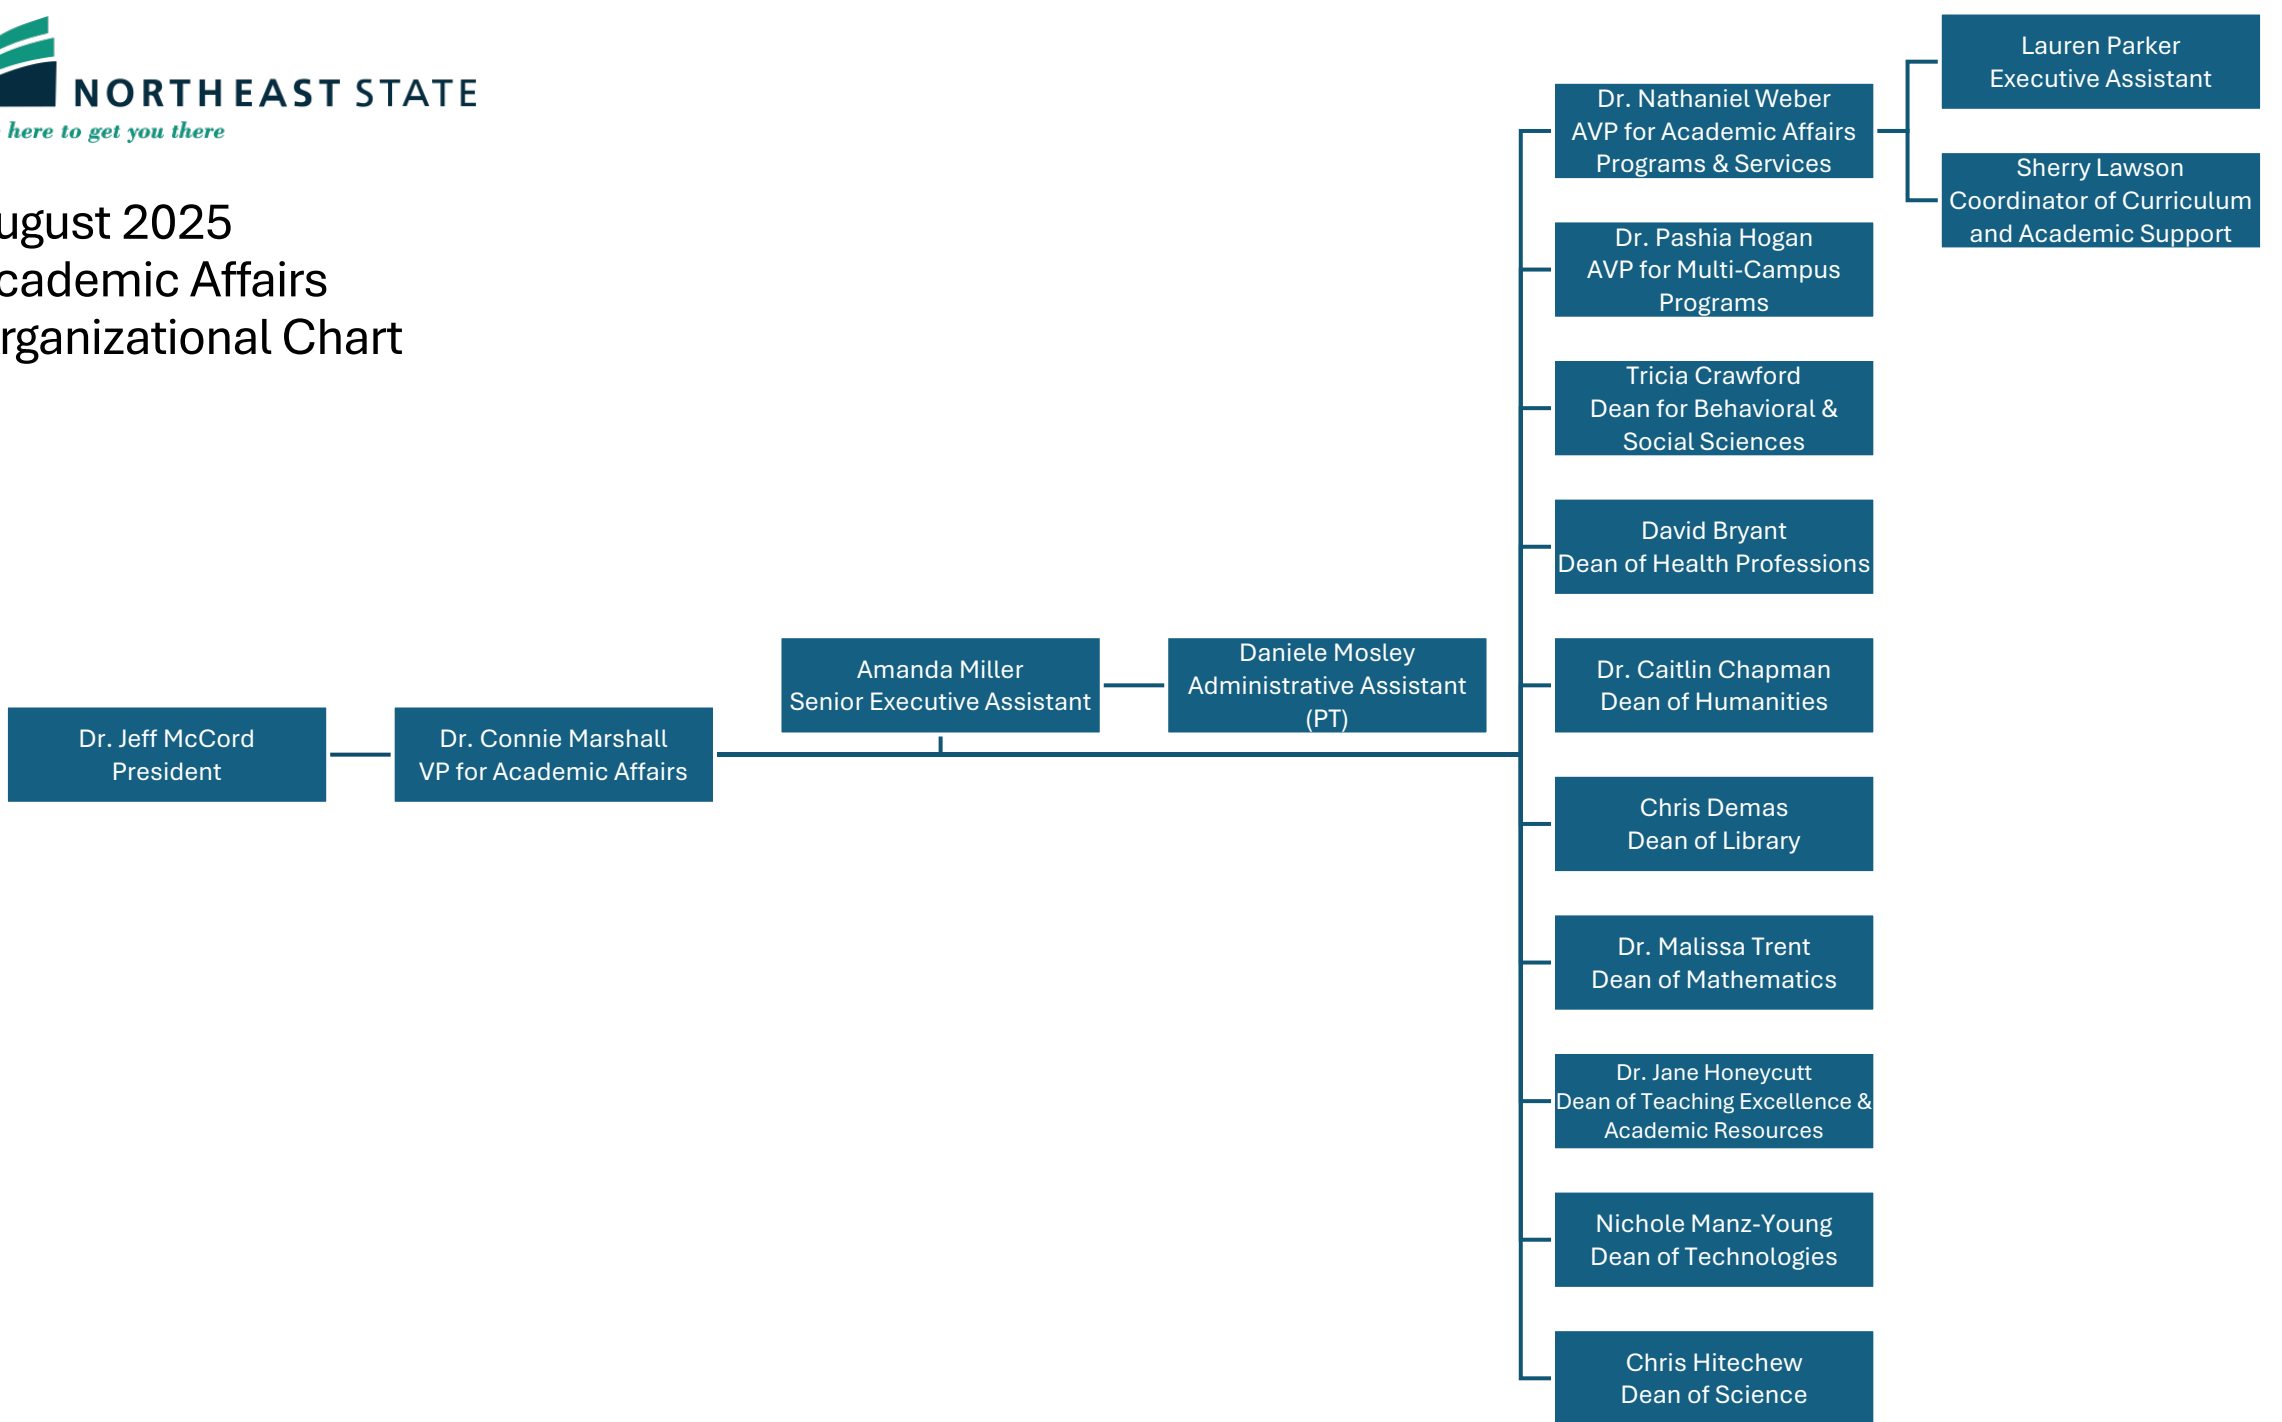 NORTHEAST STATE
here to get you there
ugust 2025
cademic Affairs
rganizational Chart
Dr. Jeff McCord
President
Dr. Connie Marshall
VP for Academic Affairs
Amanda Miller
Senior Executive Assistant
Daniele Mosley
Administrative Assistant
(PT)
Dr. Nathaniel Weber
AVP for Academic Affairs
Programs & Services
Lauren Parker
Executive Assistant
Sherry Lawson
Coordinator of Curriculum
and Academic Support
Dr. Pashia Hogan
AVP for Multi-Campus
Programs
Tricia Crawford
Dean for Behavioral &
Social Sciences
David Bryant
Dean of Health Professions
Dr. Caitlin Chapman
Dean of Humanities
Chris Demas
Dean of Library
Dr. Malissa Trent
Dean of Mathematics
Dr. Jane Honeycutt
Dean of Teaching Excellence &
Academic Resources
Nichole Manz-Young
Dean of Technologies
Chris Hitechew
Dean of Science